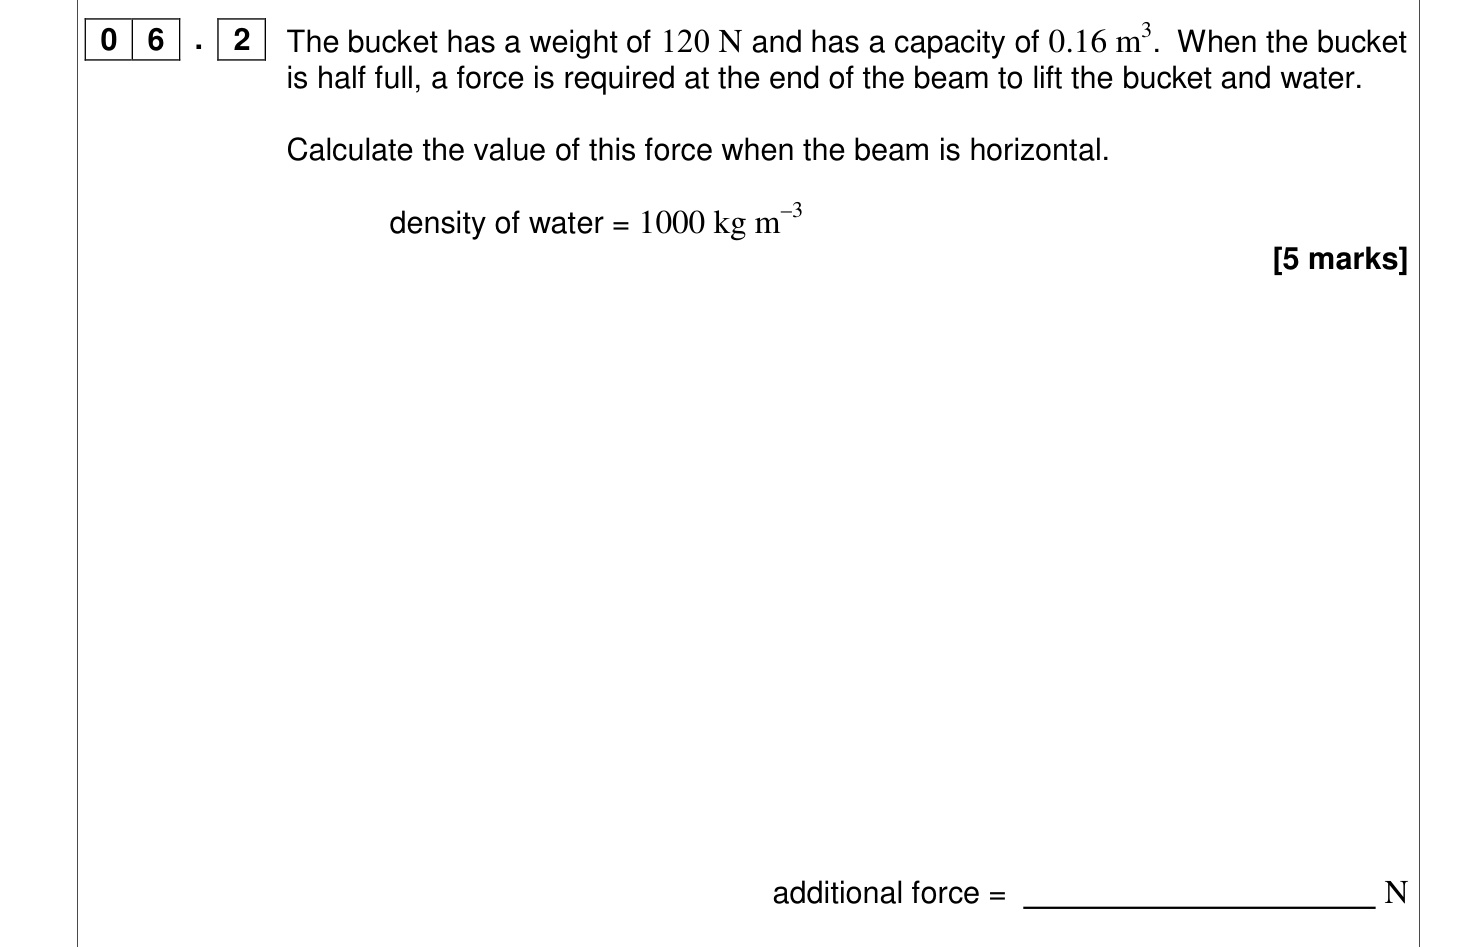 0 6 . 2 The bucket has a weight of 120 N and has a capacity of 0.16 m³. When the bucket
is half full, a force is required at the end of the beam to lift the bucket and water.
Calculate the value of this force when the beam is horizontal.
density of water = 1000 kg m⁻³
[5 marks]
additional force = ____________________ N